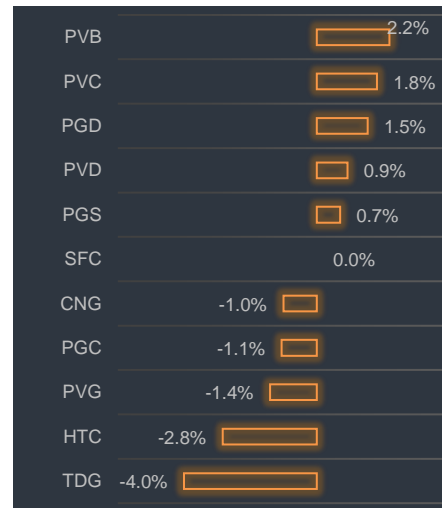 PVB 2.2%
PVC 1.8%
PGD 1.5%
PVD 0.9%
PGS 0.7%
SFC 0.0%
CNG -1.0%
PGC -1.1%
PVG -1.4%
HTC -2.8%
TDG -4.0%